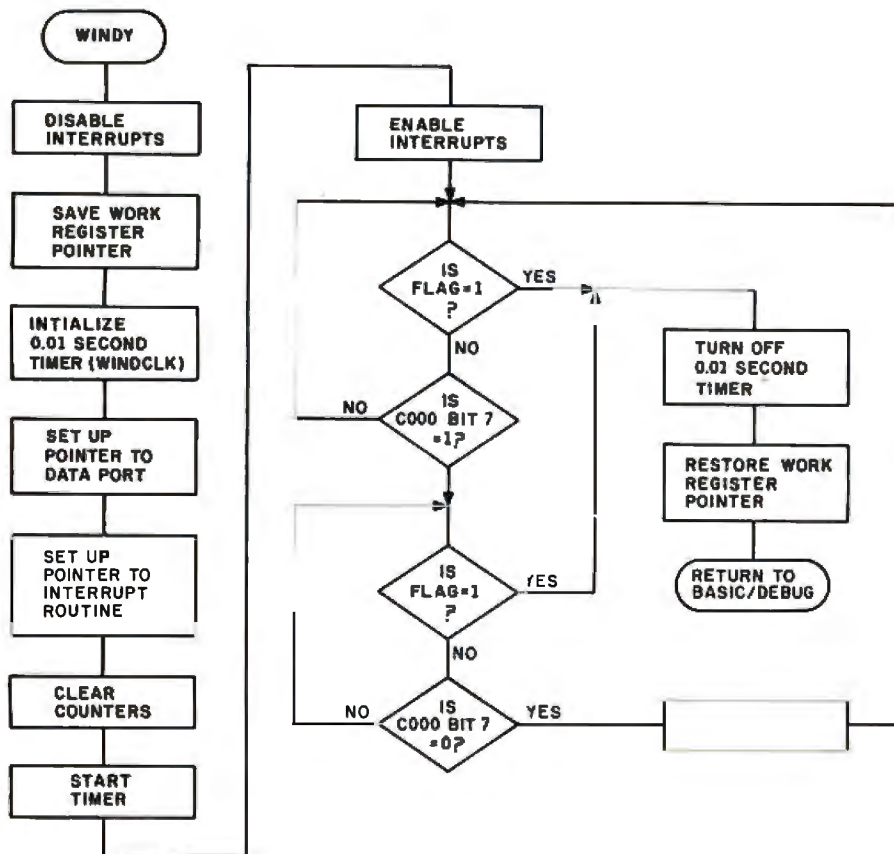 WINDY
DISABLE
INTERRUPTS
SAVE WORK
REGISTER
POINTER
INTIALIZE
0.01 SECOND
TIMER (WINDCLK)
SET UP
POINTER TO
DATA PORT
SET UP
POINTER TO
INTERRUPT
ROUTINE
CLEAR
COUNTERS
START
TIMER
ENABLE
INTERRUPTS
IS
FLAG=1
?
YES
NO
IS
C000 BIT 7
=1?
NO
IS
FLAG=1
?
YES
NO
IS
C000 BIT 7
=0?
NO
YES
TURN OFF
0.01 SECOND
TIMER
RESTORE WORK
REGISTER
POINTER
RETURN TO
BASIC/DEBUG